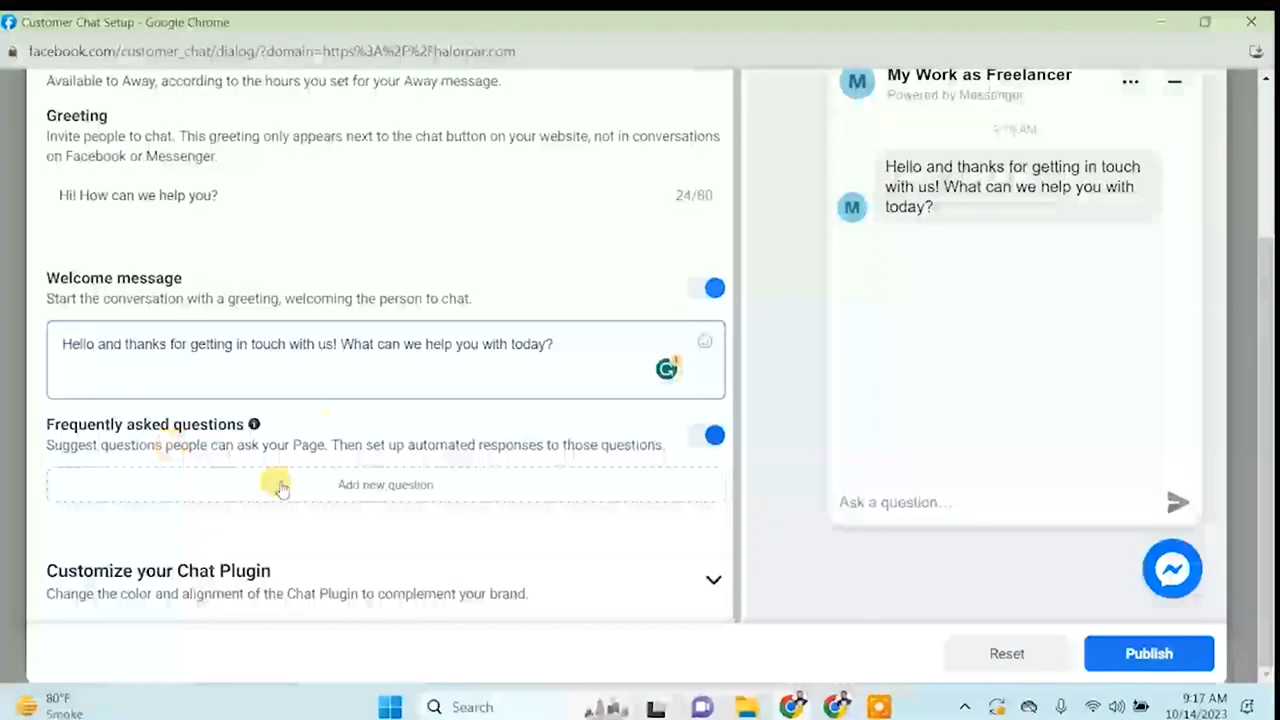 Customer Chat Setup - Google Chrome
facebook.com/customer_chat/dialog/?domain=https%3A%2F%2Fhalorpar.com
Available to Away, according to the hours you set for your Away message.
Greeting
Invite people to chat. This greeting only appears next to the chat button on your website, not in conversations
on Facebook or Messenger.
Hi! How can we help you?
24/80
Welcome message
Start the conversation with a greeting, welcoming the person to chat.
Hello and thanks for getting in touch with us! What can we help you with today?
Frequently asked questions
Suggest questions people can ask your Page. Then set up automated responses to those questions.
Add new question
Customize your Chat Plugin
Change the color and alignment of the Chat Plugin to complement your brand.
M
My Work as Freelancer
Powered by Messenger
Hello and thanks for getting in touch
with us! What can we help you with
today?
M
Ask a question...
Reset
Publish
80°F
Smoke
Search
9:17 AM
10/14/2023